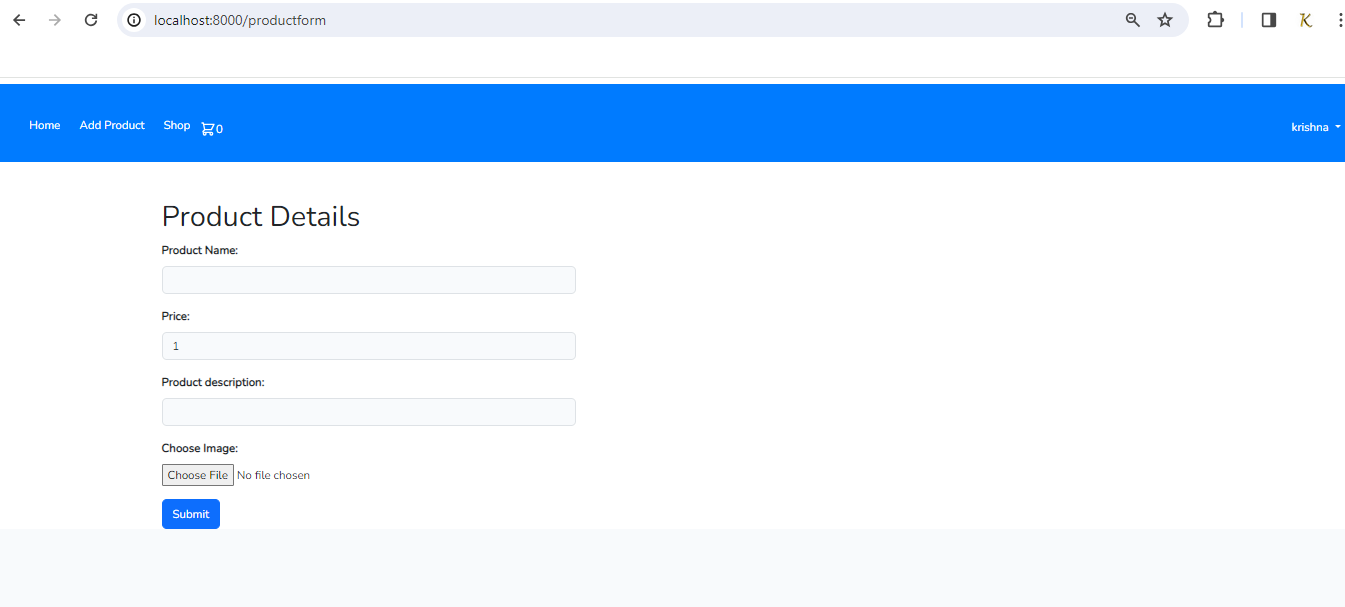 localhost:8000/productform
Home Add Product Shop 0 krishna
Product Details
Product Name:
Price:
1
Product description:
Choose Image:
Choose File No file chosen
Submit